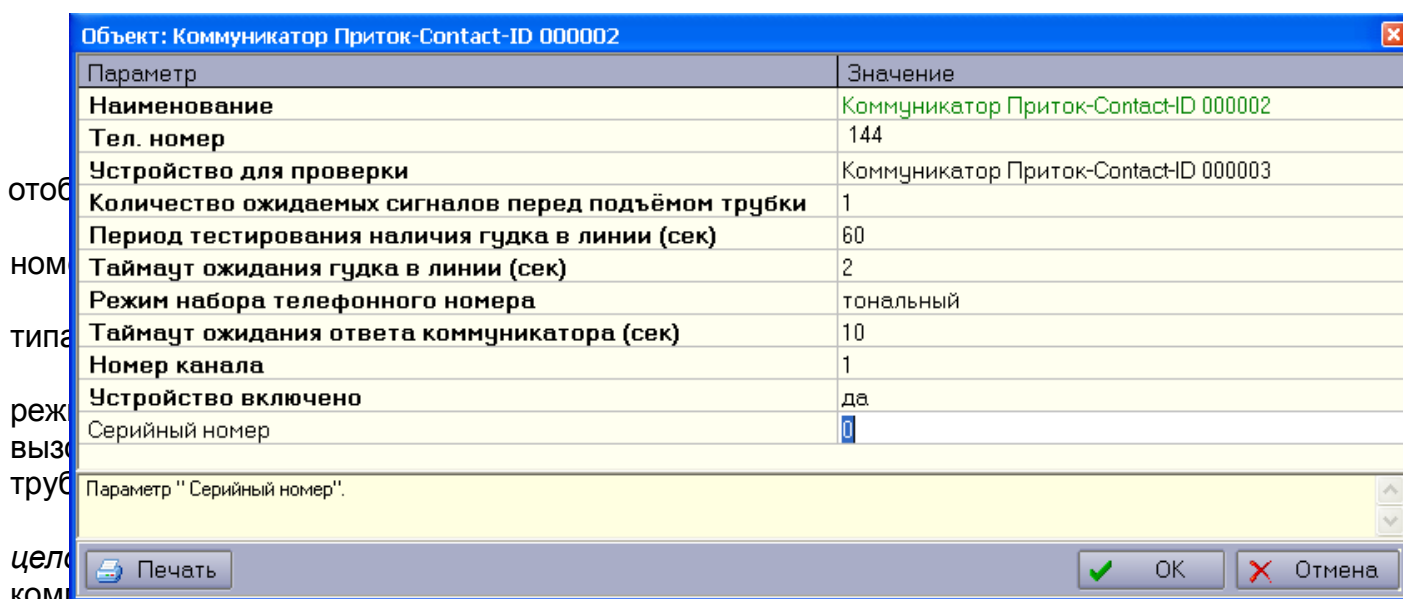 Объект: Коммуникатор Приток-Contact-ID 000002
Параметр Значение
Наименование Коммуникатор Приток-Contact-ID 000002
Тел. номер 144
Устройство для проверки Коммуникатор Приток-Contact-ID 000003
Количество ожидаемых сигналов перед подъёмом трубки 1
Период тестирования наличия гудка в линии (сек) 60
Таймаут ожидания гудка в линии (сек) 2
Режим набора телефонного номера тональный
Таймаут ожидания ответа коммуникатора (сек) 10
Номер канала 1
Устройство включено да
Серийный номер 0
Параметр " Серийный номер".
Печать OK Отмена